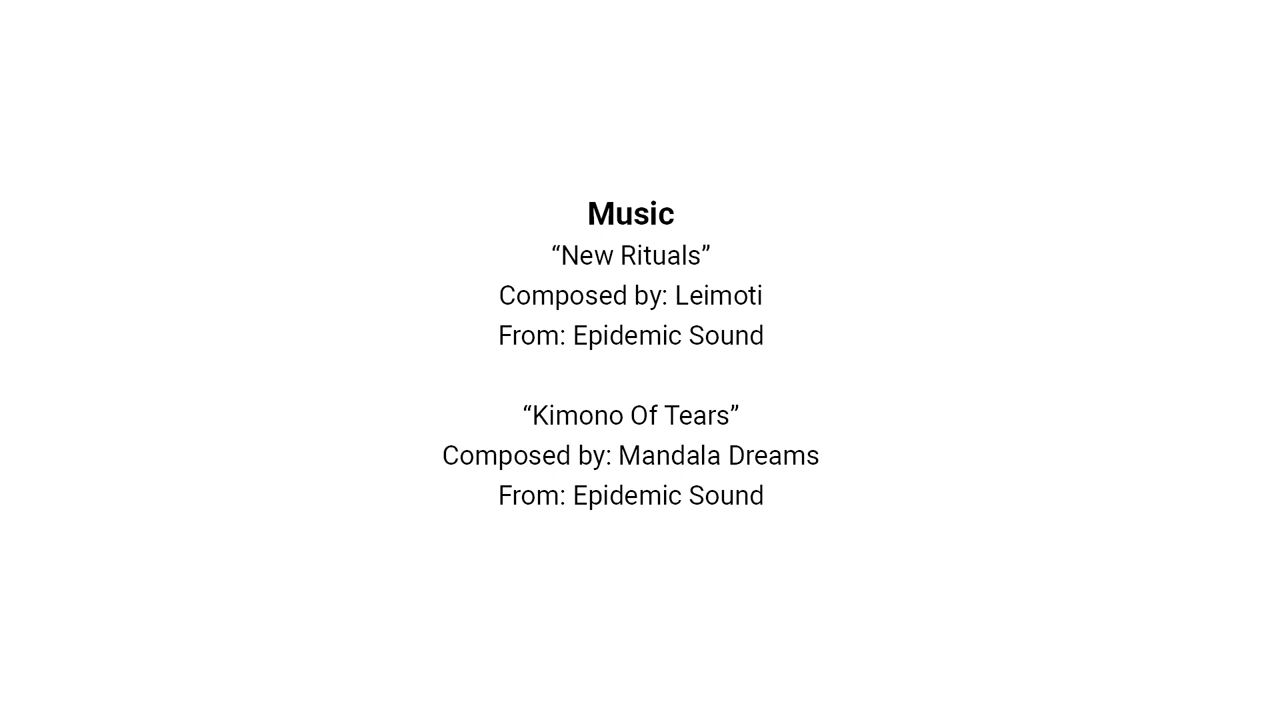 Music
“New Rituals”
Composed by: Leimoti
From: Epidemic Sound
“Kimono Of Tears”
Composed by: Mandala Dreams
From: Epidemic Sound